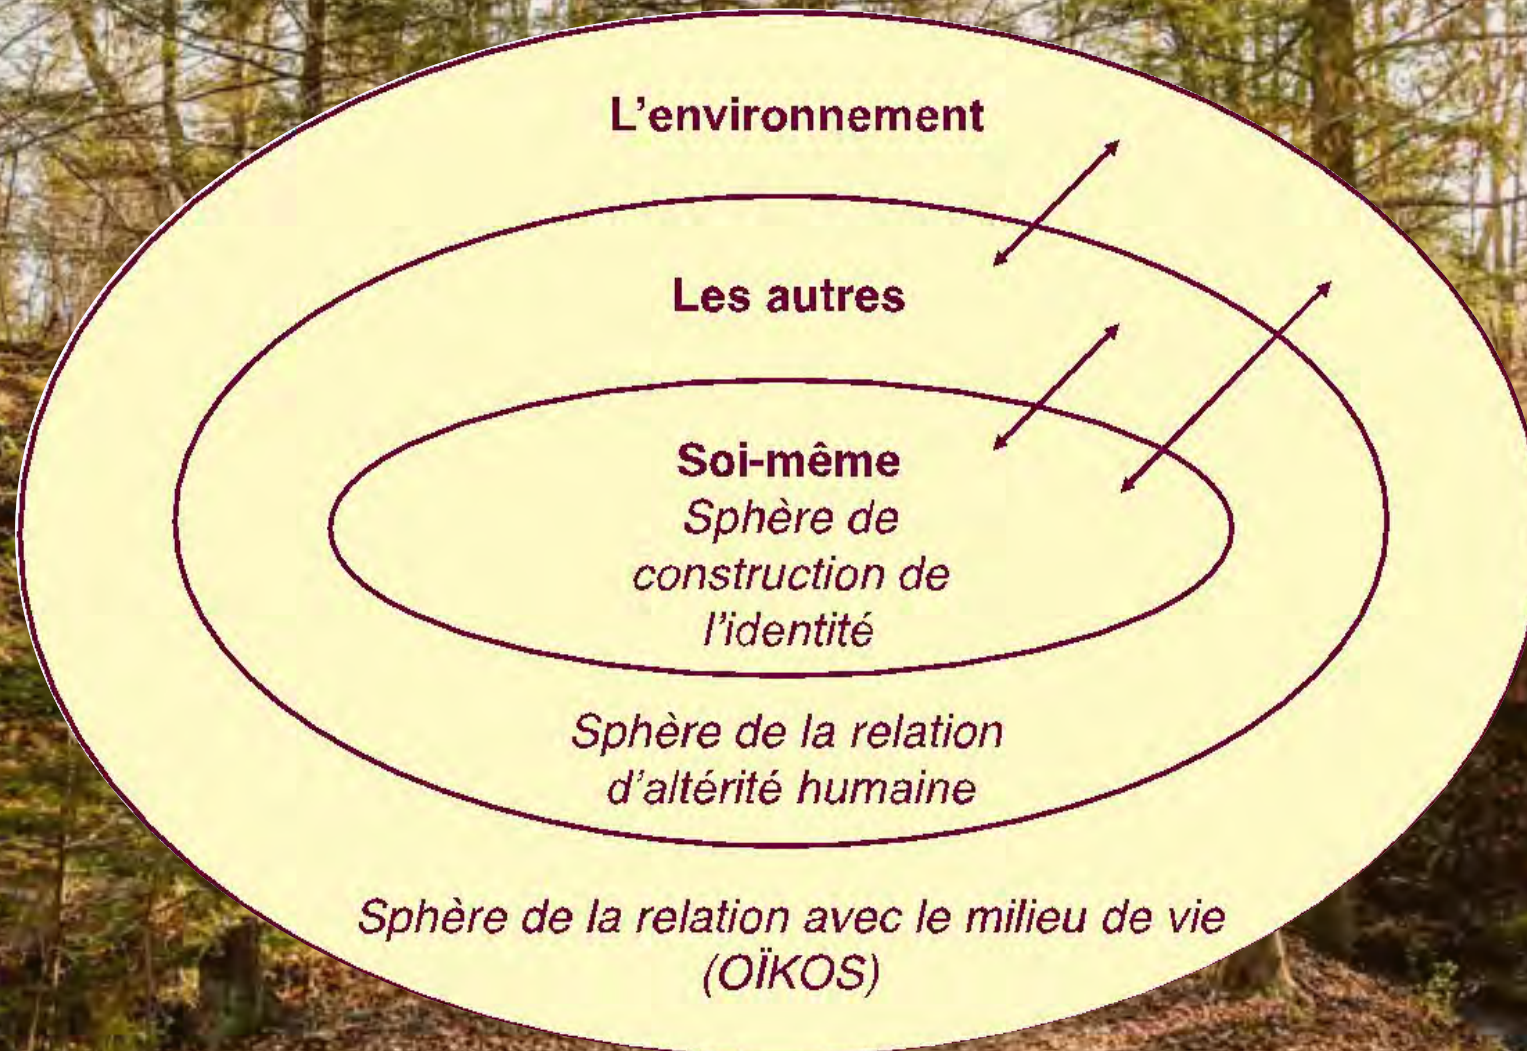 L’environnement
Les autres
Soi-même
Sphère de
construction de
l’identité
Sphère de la relation
d’altérité humaine
Sphère de la relation avec le milieu de vie
(OÏKOS)